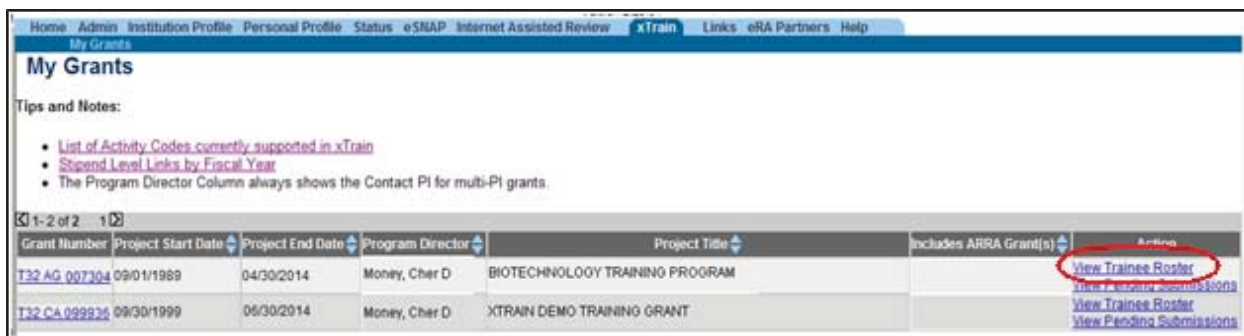 Home Admin Institution Profile Personal Profile Status eSNAP Internet Assisted Review xTrain Links eRA Partners Help
My Grants
My Grants
Tips and Notes:
List of Activity Codes currently supported in xTrain
Stipend Level Links by Fiscal Year
The Program Director Column always shows the Contact PI for multi-PI grants.
1-2 of 2 1
Grant Number Project Start Date Project End Date Program Director Project Title Includes ARRA Grant(s) Action
T32 AG 007304 09/01/1989 04/30/2014 Money, Cher D BIOTECHNOLOGY TRAINING PROGRAM View Trainee Roster
View Pending Submissions
T32 CA 099936 09/30/1999 06/30/2014 Money, Cher D XTRAIN DEMO TRAINING GRANT View Trainee Roster
View Pending Submissions